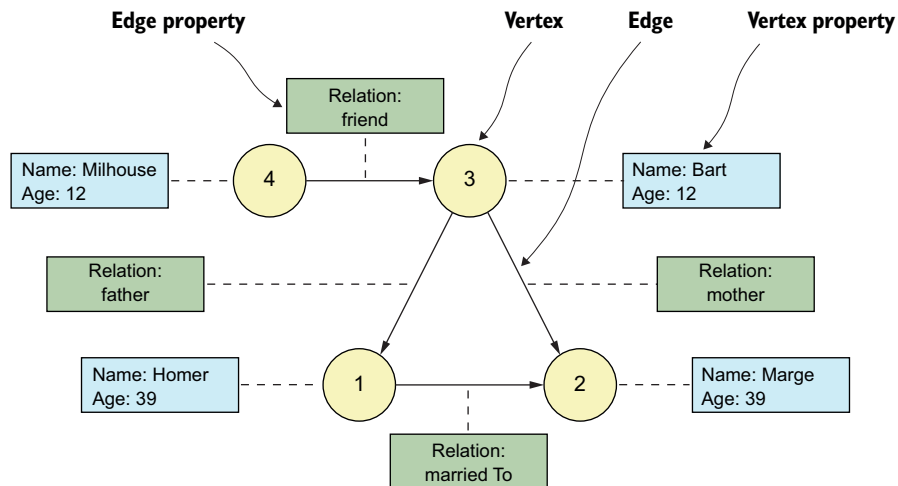 Edge property
Vertex
Edge
Vertex property
Relation:
friend
Name: Milhouse
Age: 12
4
3
Name: Bart
Age: 12
Relation:
father
Relation:
mother
Name: Homer
Age: 39
1
2
Name: Marge
Age: 39
Relation:
married To